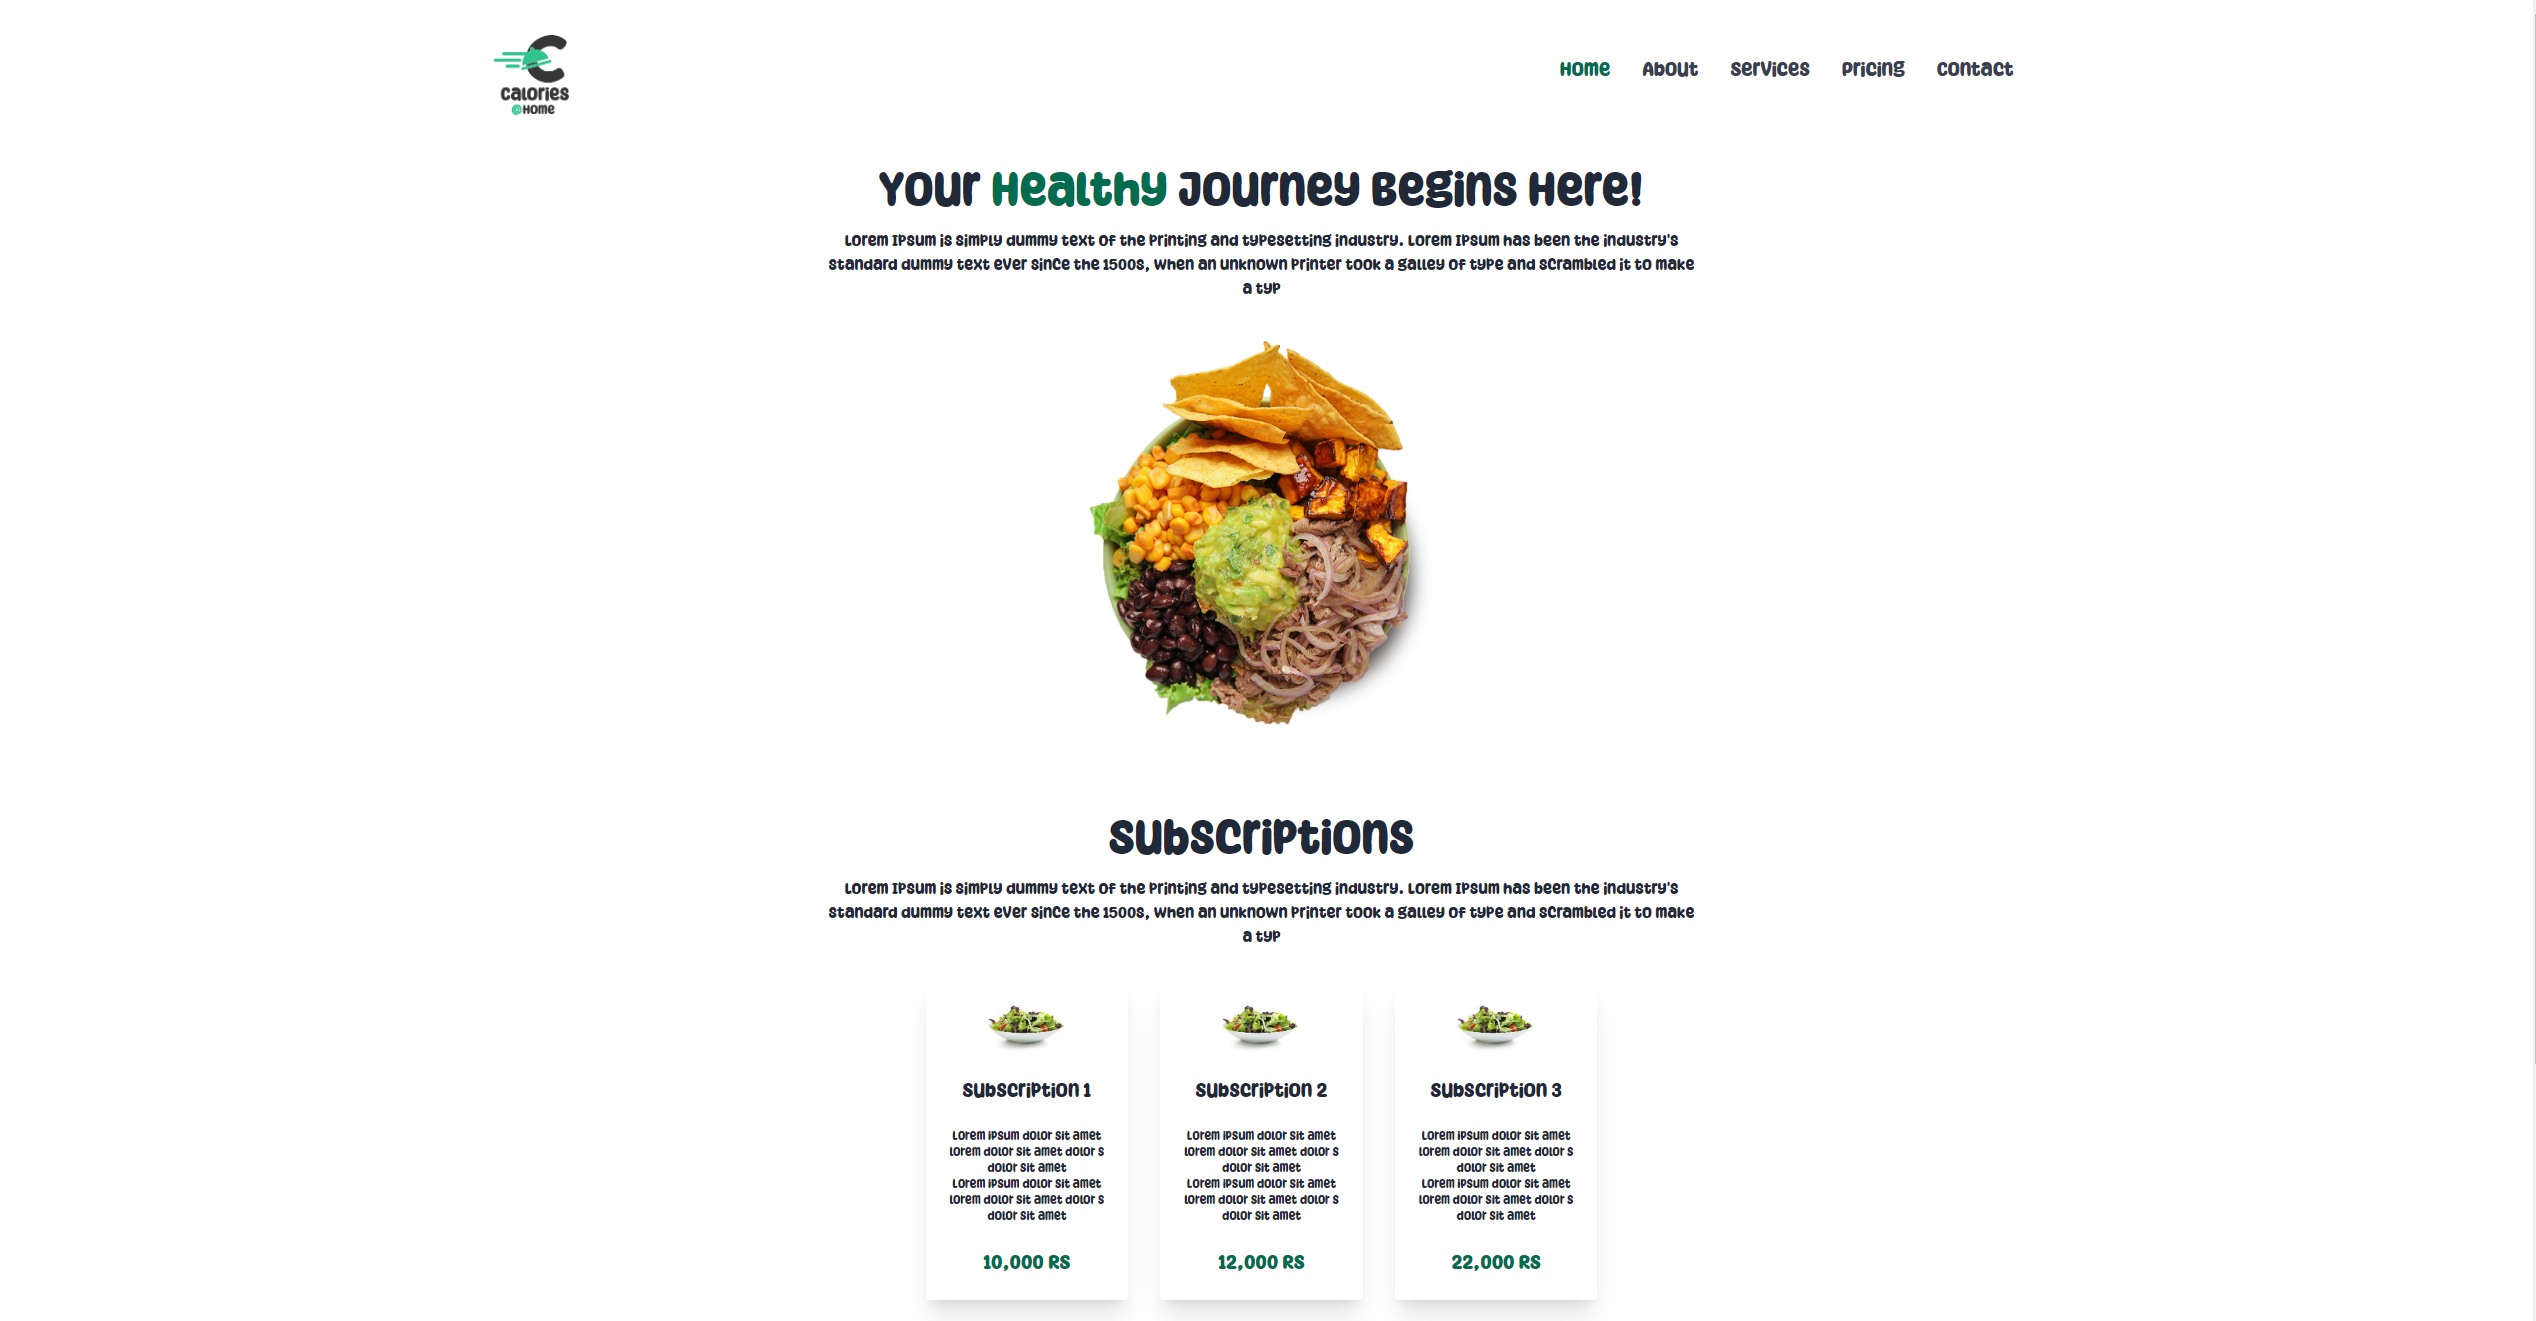 Calories
@Home
Home About Services Pricing Contact
Your Healthy Journey Begins Here!
Lorem Ipsum is simply dummy text of the printing and typesetting industry. Lorem Ipsum has been the industry's
standard dummy text ever since the 1500s, when an unknown printer took a galley of type and scrambled it to make
a typ
Subscriptions
Lorem Ipsum is simply dummy text of the printing and typesetting industry. Lorem Ipsum has been the industry's
standard dummy text ever since the 1500s, when an unknown printer took a galley of type and scrambled it to make
a typ
Subscription 1
Lorem ipsum dolor sit amet
lorem dolor sit amet dolor s
dolor sit amet
Lorem ipsum dolor sit amet
lorem dolor sit amet dolor s
dolor sit amet
10,000 RS
Subscription 2
Lorem ipsum dolor sit amet
lorem dolor sit amet dolor s
dolor sit amet
Lorem ipsum dolor sit amet
lorem dolor sit amet dolor s
dolor sit amet
12,000 RS
Subscription 3
Lorem ipsum dolor sit amet
lorem dolor sit amet dolor s
dolor sit amet
Lorem ipsum dolor sit amet
lorem dolor sit amet dolor s
dolor sit amet
22,000 RS